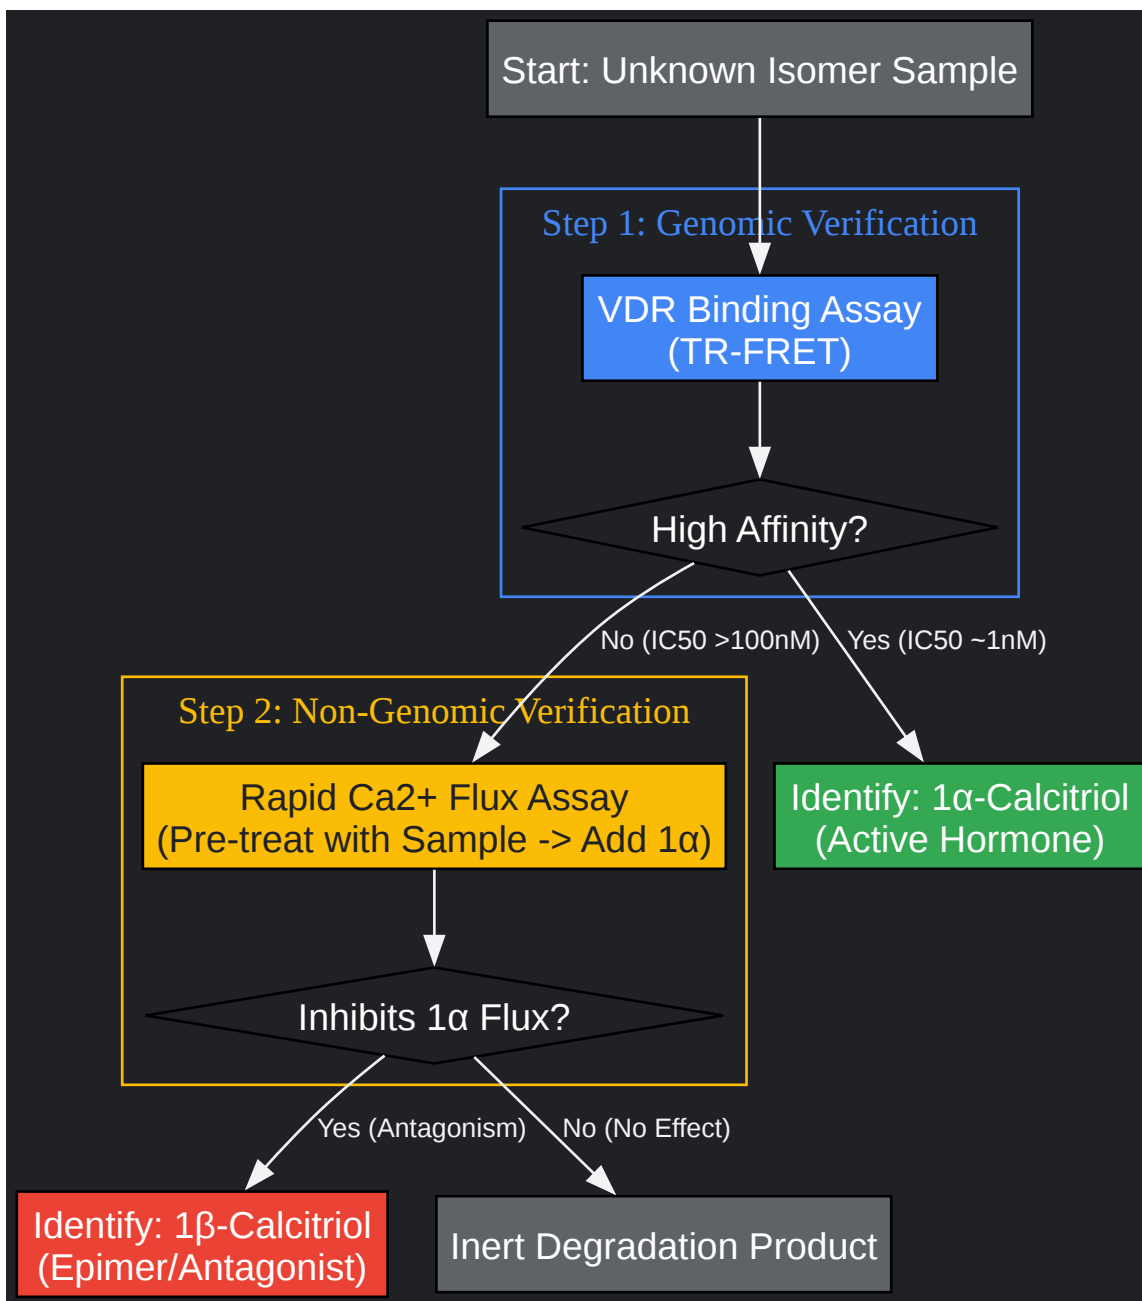 Start: Unknown Isomer Sample
Step 1: Genomic Verification
VDR Binding Assay
(TR-FRET)
High Affinity?
No (IC50 >100nM)
Yes (IC50 ~1nM)
Step 2: Non-Genomic Verification
Rapid Ca2+ Flux Assay
(Pre-treat with Sample -> Add 1α)
Identify: 1α-Calcitriol
(Active Hormone)
Inhibits 1α Flux?
Yes (Antagonism)
No (No Effect)
Identify: 1β-Calcitriol
(Epimer/Antagonist)
Inert Degradation Product